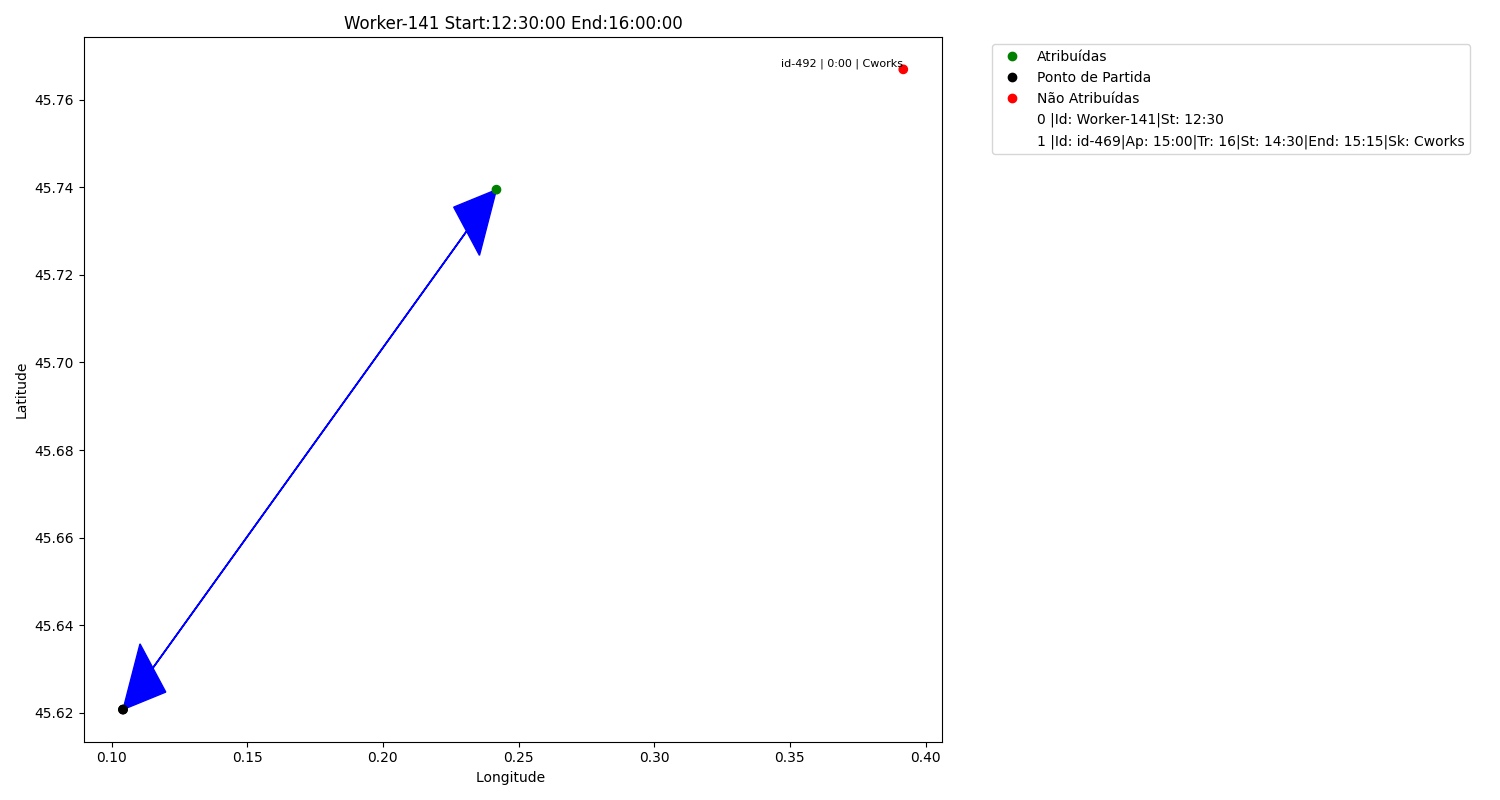 Worker-141 Start:12:30:00 End:16:00:00
id-492 | 0:00 | Cworks
Atribuídas
Ponto de Partida
Não Atribuídas
0 |Id: Worker-141|St: 12:30
1 |Id: id-469|Ap: 15:00|Tr: 16|St: 14:30|End: 15:15|Sk: Cworks
Latitude
45.76
45.74
45.72
45.70
45.68
45.66
45.64
45.62
0.10 0.15 0.20 0.25 0.30 0.35 0.40
Longitude